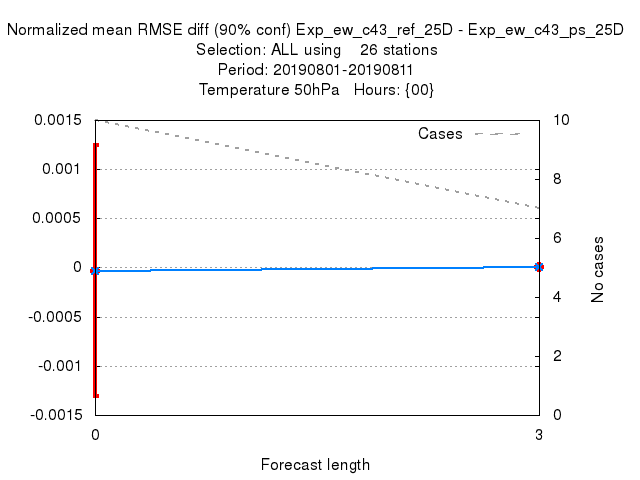 Normalized mean RMSE diff (90% conf) Exp_ew_c43_ref_25D - Exp_ew_c43_ps_25D
Selection: ALL using    26 stations
Period: 20190801-20190811
Temperature 50hPa   Hours: {00}
0.0015
0.001
0.0005
0
-0.0005
-0.001
-0.0015
Cases
10
8
6
4
2
0
No cases
0
3
Forecast length